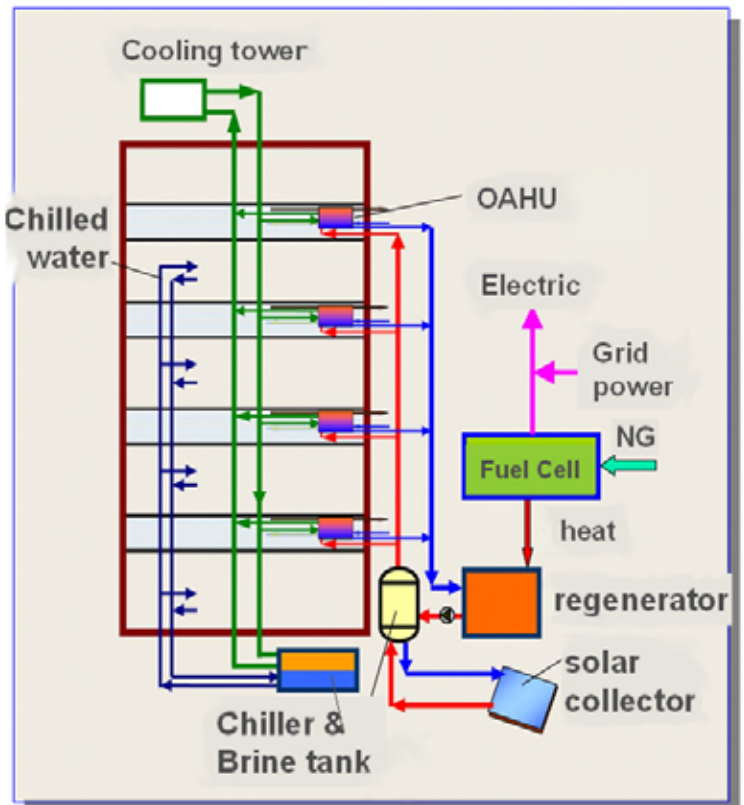 Cooling tower
OAHU
Chilled
water
Electric
Grid
power
NG
Fuel Cell
heat
regenerator
solar
collector
Chiller &
Brine tank